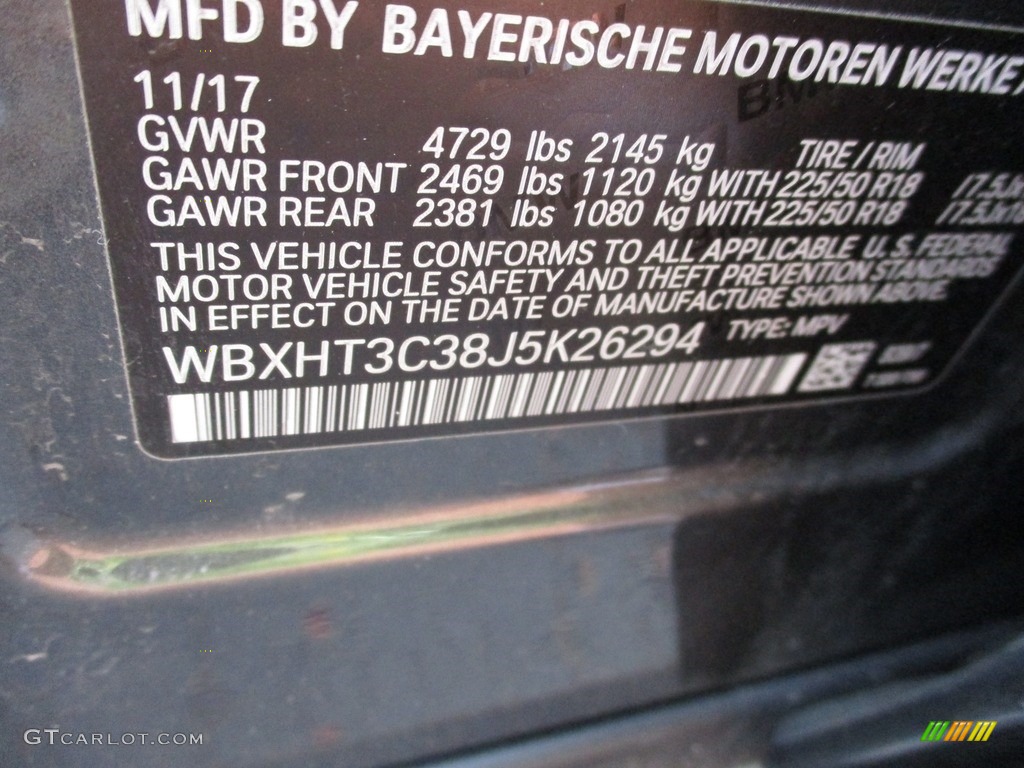 MFD BY BAYERISCHE MOTOREN WERKE
11/17
GVWR 4729 lbs 2145 kg TIRE / RIM
GAWR FRONT 2469 lbs 1120 kg WITH 225/50 R18
GAWR REAR 2381 lbs 1080 kg WITH 225/50 R18
THIS VEHICLE CONFORMS TO ALL APPLICABLE U.S. FEDERAL
MOTOR VEHICLE SAFETY AND THEFT PREVENTION STANDARDS
IN EFFECT ON THE DATE OF MANUFACTURE SHOWN ABOVE.
WBXHT3C38J5K26294 TYPE: MPV
GTCARLOT.COM